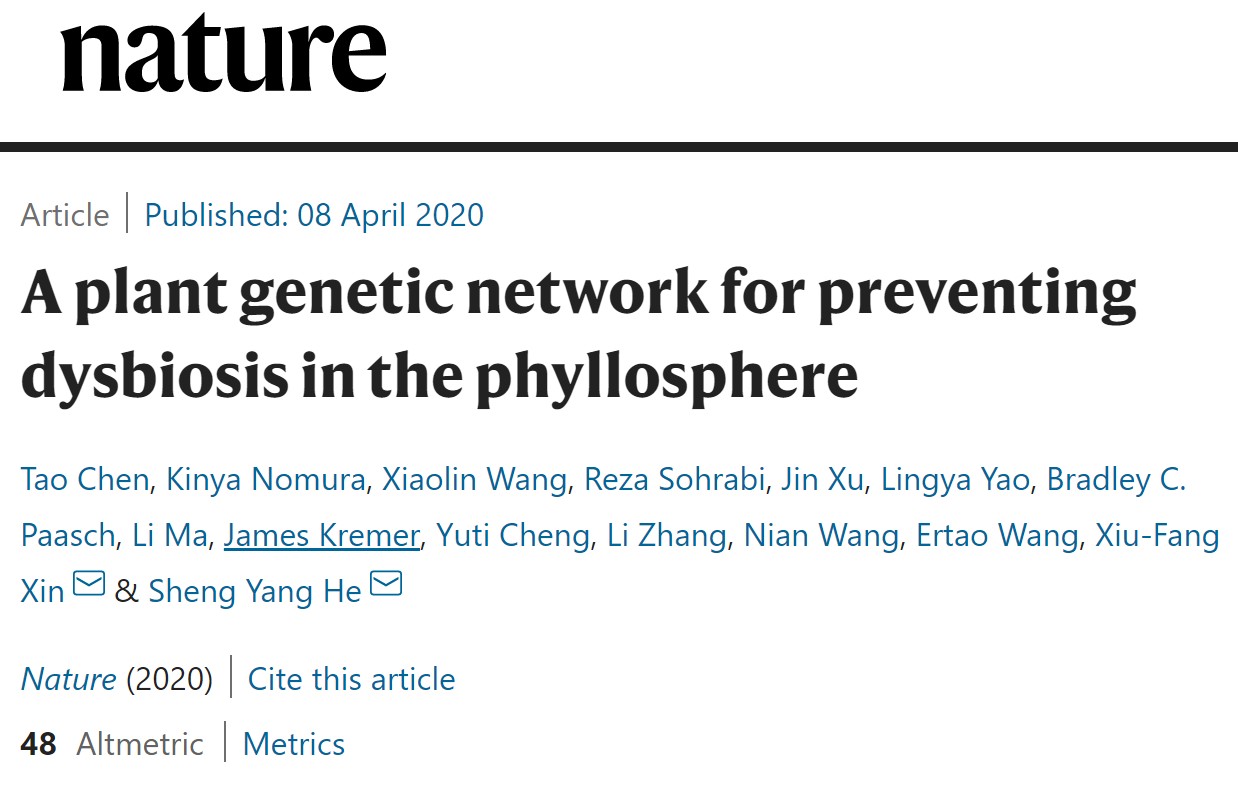 nature
Article | Published: 08 April 2020
A plant genetic network for preventing
dysbiosis in the phyllosphere
Tao Chen, Kinya Nomura, Xiaolin Wang, Reza Sohrabi, Jin Xu, Lingya Yao, Bradley C.
Paasch, Li Ma, James Kremer, Yuti Cheng, Li Zhang, Nian Wang, Ertao Wang, Xiu-Fang
Xin & Sheng Yang He
Nature (2020) | Cite this article
48 Altmetric | Metrics